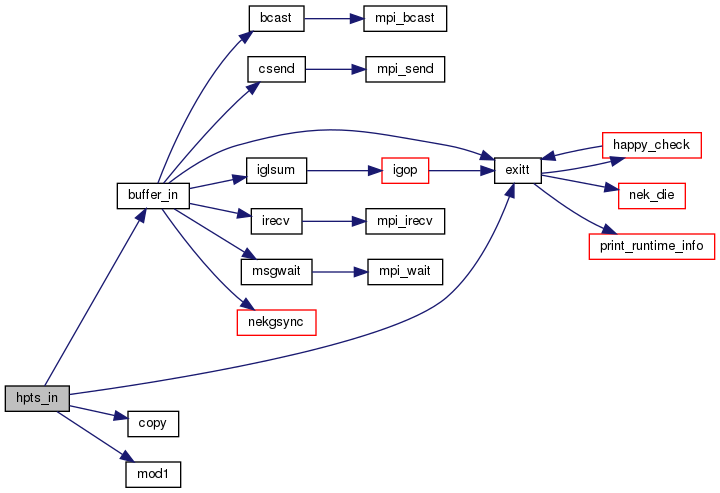 bcast
mpi_bcast
csend
mpi_send
happy_check
iglsum
igop
exitt
buffer_in
nek_die
irecv
mpi_irecv
print_runtime_info
msgwait
mpi_wait
nekgsync
hpts_in
copy
mod1